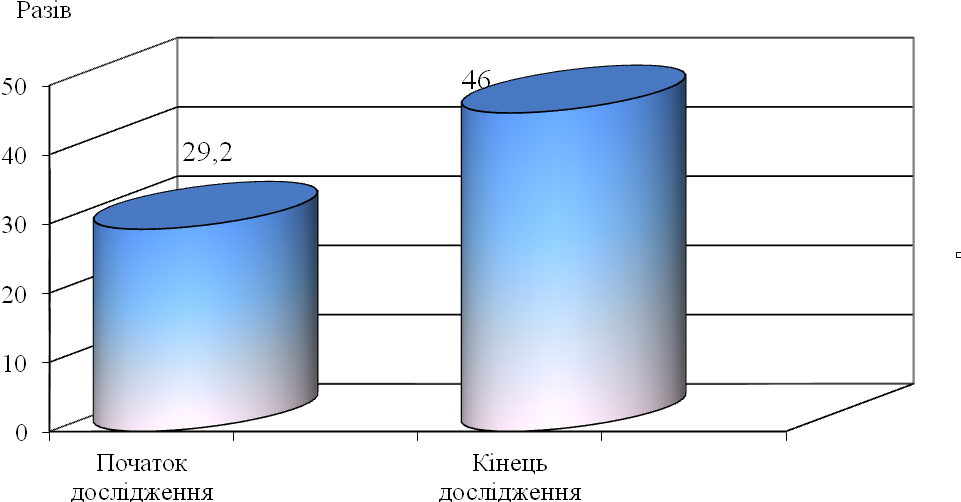 Разів
50
40
30
20
10
0
29,2
46
Початок
дослідження
Кінець
дослідження